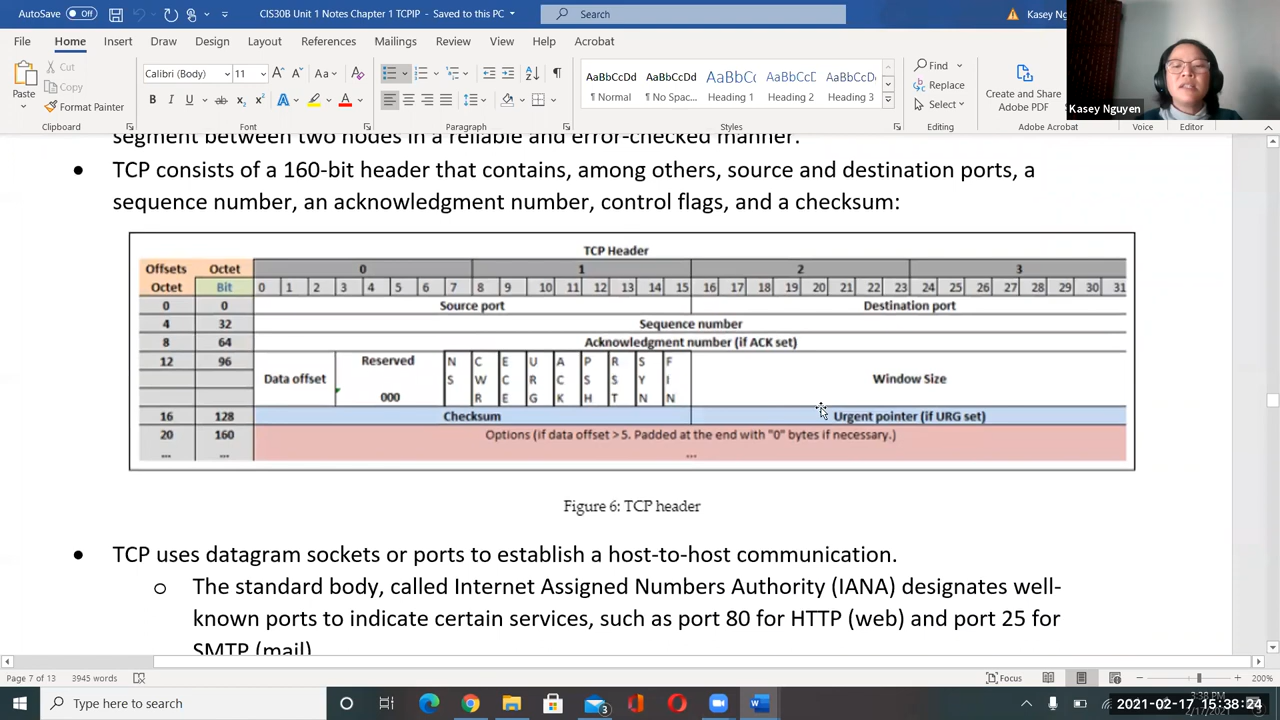 AutoSave Off CIS30B Unit 1 Notes Chapter 1 TCPIP - Saved to this PC Search Kasey Ng
File Home Insert Draw Design Layout References Mailings Review View Help Acrobat
Paste Cut Copy Format Painter
Calibri (Body) 11
AaBbCcDd AaBbCcDd AaBbCc AaBbCcD AaBbCcD
¶ Normal ¶ No Spac... Heading 1 Heading 2 Heading 3
Find Replace Select
Create and Share Adobe PDF
Kasey Nguyen
Clipboard Font Paragraph Styles Editing Adobe Acrobat Voice Editor
segment between two nodes in a reliable and error-checked manner.
• TCP consists of a 160-bit header that contains, among others, source and destination ports, a
sequence number, an acknowledgment number, control flags, and a checksum:
TCP Header
Offsets Octet 0 1 2 3
Octet Bit 0 1 2 3 4 5 6 7 8 9 10 11 12 13 14 15 16 17 18 19 20 21 22 23 24 25 26 27 28 29 30 31
0 0 Source port Destination port
4 32 Sequence number
8 64 Acknowledgment number (if ACK set)
12 96 Data offset Reserved 000 NS CWR ECE URG ACK PSH RST SYN FIN Window Size
16 128 Checksum Urgent pointer (if URG set)
20 160 Options (if data offset > 5. Padded at the end with "0" bytes if necessary.)
... ... ...
Figure 6: TCP header
• TCP uses datagram sockets or ports to establish a host-to-host communication.
o The standard body, called Internet Assigned Numbers Authority (IANA) designates well-
known ports to indicate certain services, such as port 80 for HTTP (web) and port 25 for
SMTP (mail)
Page 7 of 13 3945 words Focus 200%
Type here to search 3
2021-02-17 15:38:24